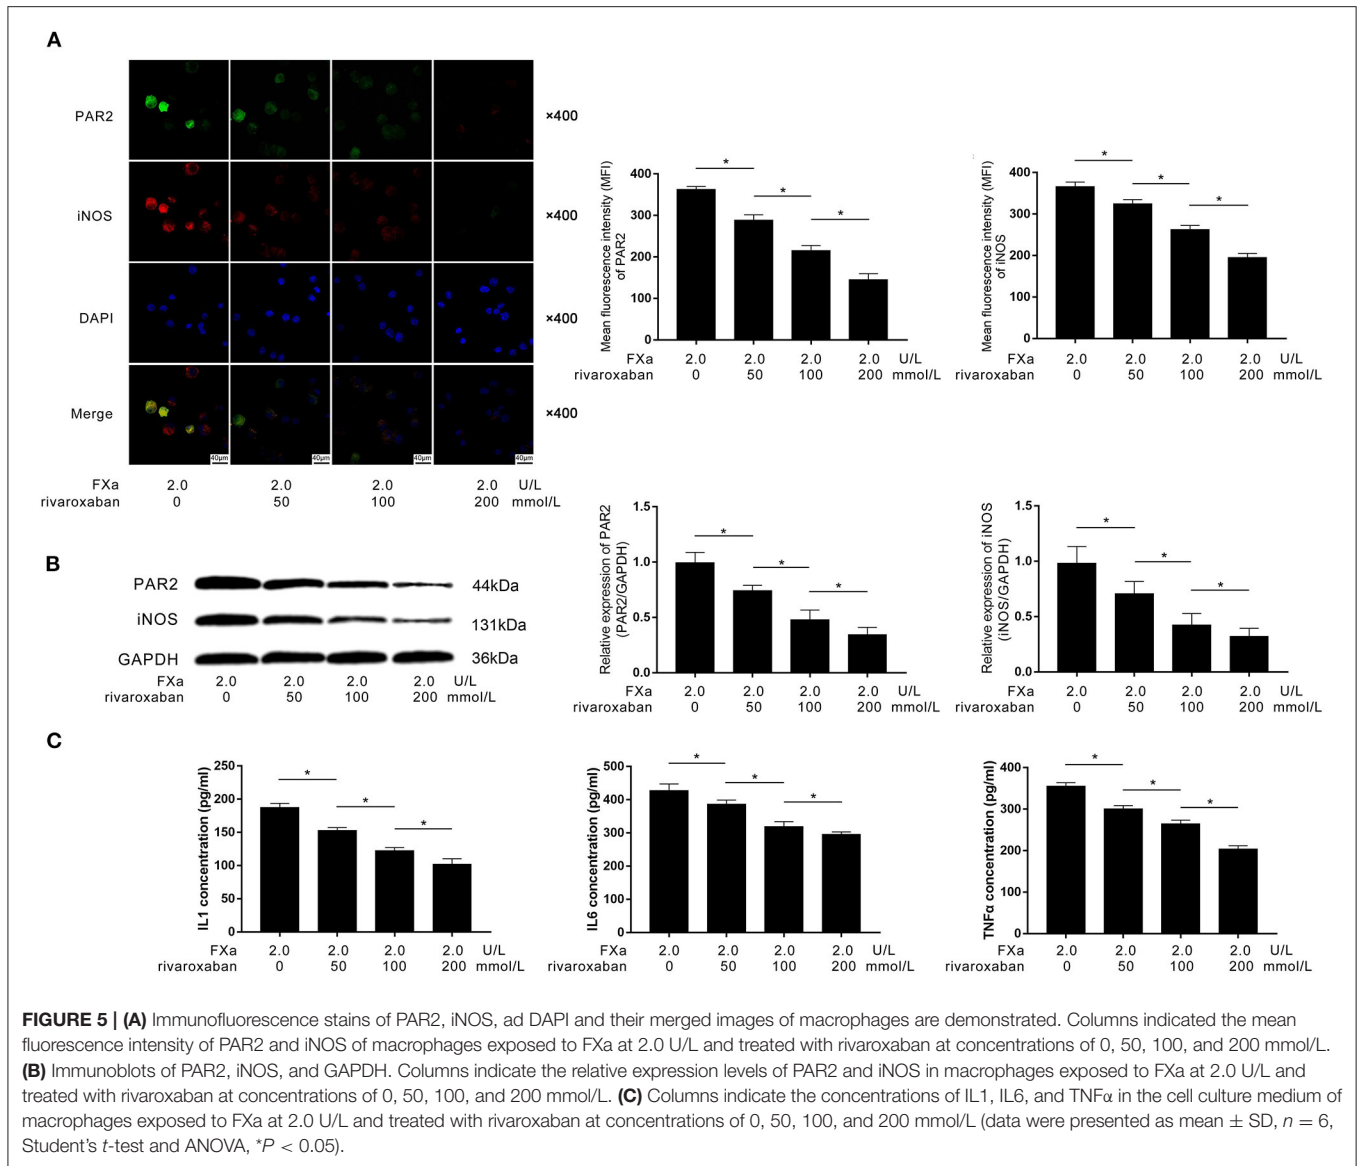 A
PAR2
×400
iNOS
×400
DAPI
×400
Merge
×400
40μm 40μm 40μm 40μm
FXa 2.0 2.0 2.0 2.0 U/L
rivaroxaban 0 50 100 200 mmol/L
Mean fluorescence intensity (MFI)
of PAR2
400
300
200
100
0
* * *
FXa 2.0 2.0 2.0 2.0 U/L
rivaroxaban 0 50 100 200 mmol/L
Mean fluorescence intensity (MFI)
of iNOS
400
300
200
100
0
* * *
FXa 2.0 2.0 2.0 2.0 U/L
rivaroxaban 0 50 100 200 mmol/L
B
PAR2 44kDa
iNOS 131kDa
GAPDH 36kDa
FXa 2.0 2.0 2.0 2.0 U/L
rivaroxaban 0 50 100 200 mmol/L
Relative expression of PAR2
(PAR2/GAPDH)
1.5
1.0
0.5
0.0
* * *
FXa 2.0 2.0 2.0 2.0 U/L
rivaroxaban 0 50 100 200 mmol/L
Relative expression of iNOS
(iNOS/GAPDH)
1.5
1.0
0.5
0.0
* * *
FXa 2.0 2.0 2.0 2.0 U/L
rivaroxaban 0 50 100 200 mmol/L
C
IL1 concentration (pg/ml)
250
200
150
100
50
0
* * *
FXa 2.0 2.0 2.0 2.0 U/L
rivaroxaban 0 50 100 200 mmol/L
IL6 concentration (pg/ml)
500
400
300
200
100
0
* * *
FXa 2.0 2.0 2.0 2.0 U/L
rivaroxaban 0 50 100 200 mmol/L
TNFα concentration (pg/ml)
400
300
200
100
0
* * *
FXa 2.0 2.0 2.0 2.0 U/L
rivaroxaban 0 50 100 200 mmol/L
FIGURE 5 | (A) Immunofluorescence stains of PAR2, iNOS, ad DAPI and their merged images of macrophages are demonstrated. Columns indicated the mean
fluorescence intensity of PAR2 and iNOS of macrophages exposed to FXa at 2.0 U/L and treated with rivaroxaban at concentrations of 0, 50, 100, and 200 mmol/L.
(B) Immunoblots of PAR2, iNOS, and GAPDH. Columns indicate the relative expression levels of PAR2 and iNOS in macrophages exposed to FXa at 2.0 U/L and
treated with rivaroxaban at concentrations of 0, 50, 100, and 200 mmol/L. (C) Columns indicate the concentrations of IL1, IL6, and TNFα in the cell culture medium of
macrophages exposed to FXa at 2.0 U/L and treated with rivaroxaban at concentrations of 0, 50, 100, and 200 mmol/L (data were presented as mean ± SD, n = 6,
Student's t-test and ANOVA, *P < 0.05).